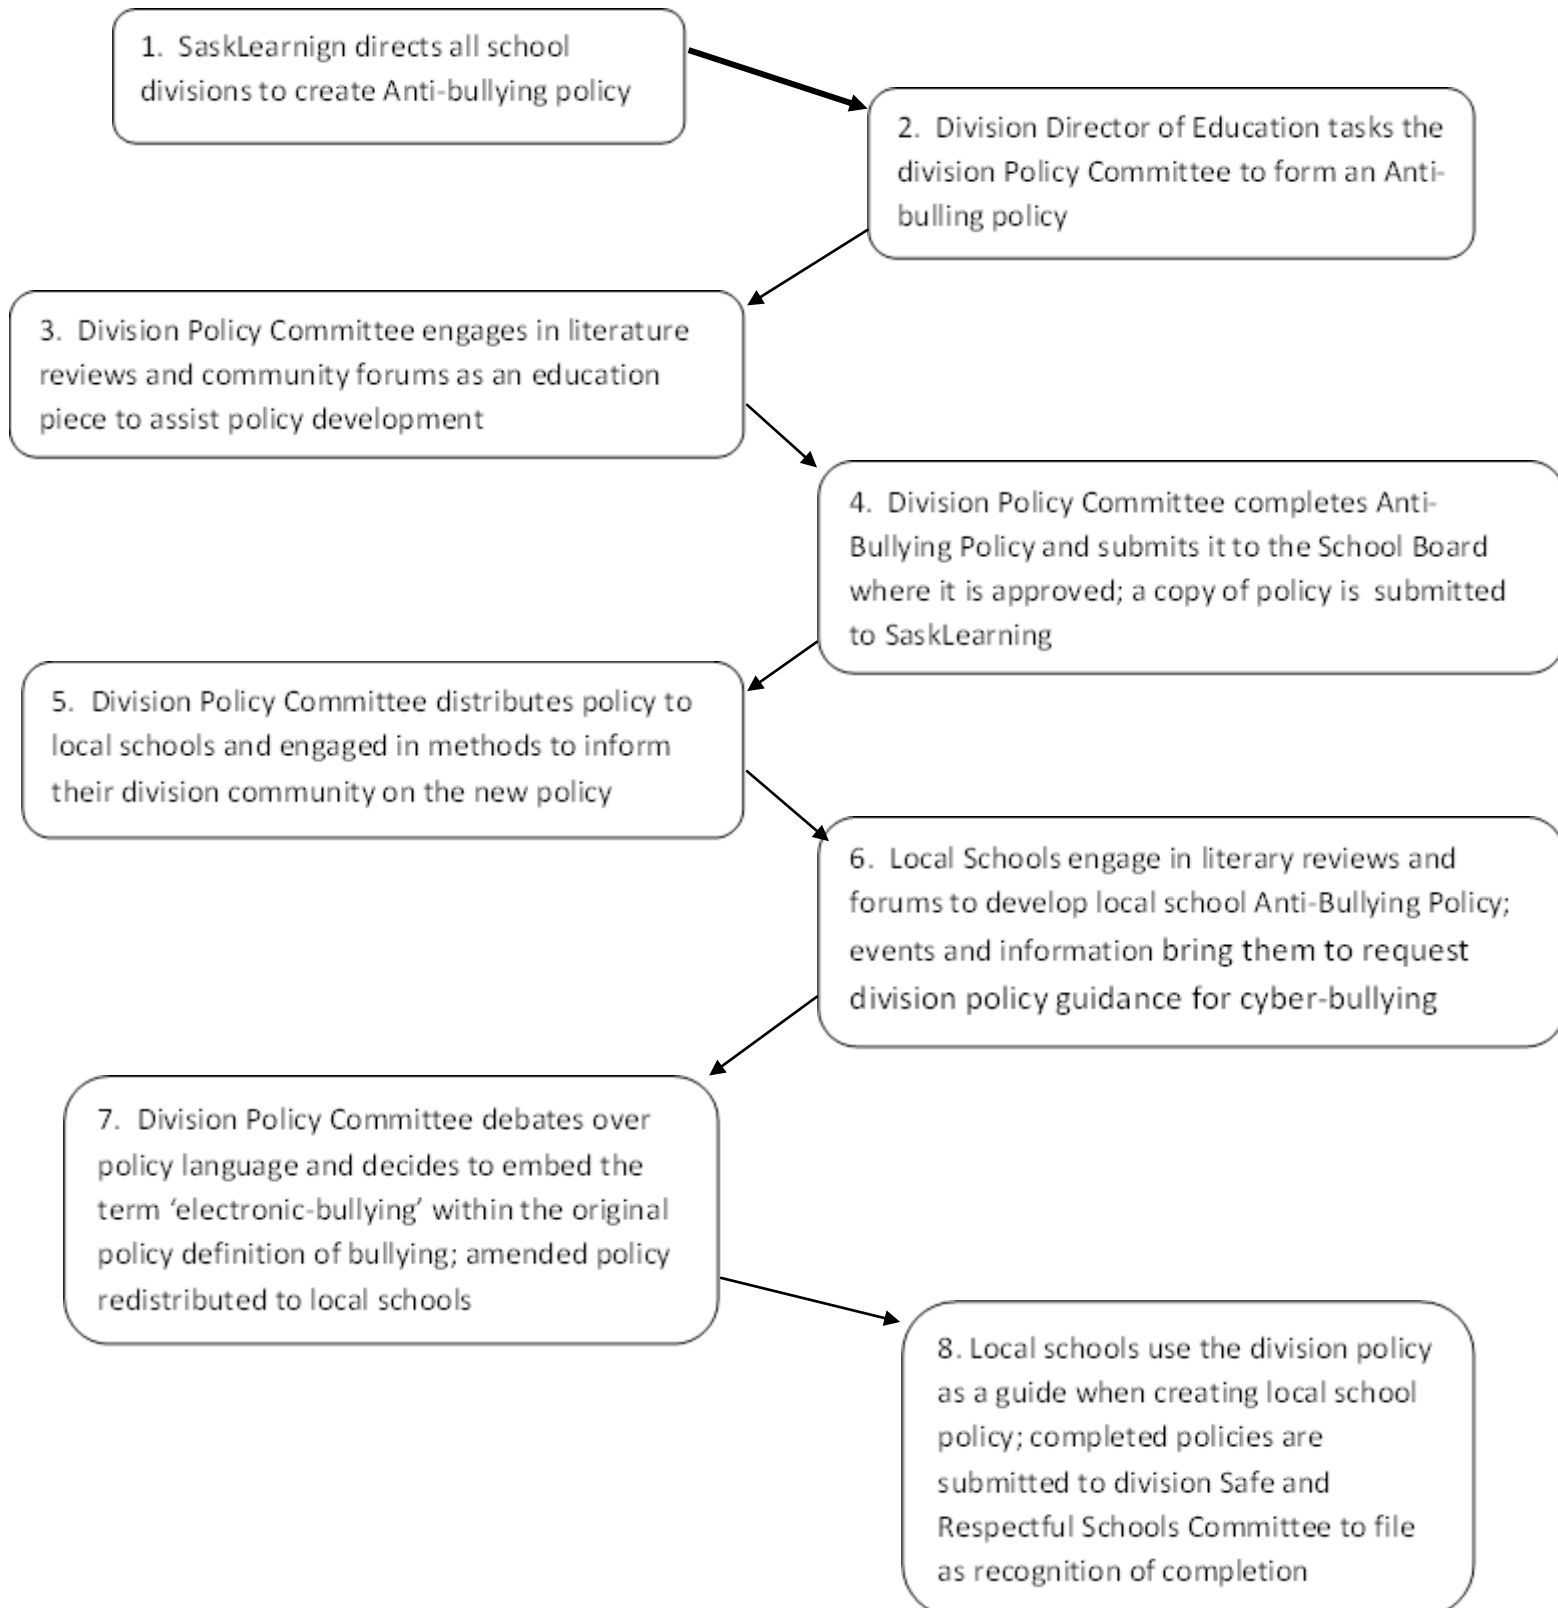 1. SaskLearnign directs all school
divisions to create Anti-bullying policy
2. Division Director of Education tasks the
division Policy Committee to form an Anti-
bulling policy
3. Division Policy Committee engages in literature
reviews and community forums as an education
piece to assist policy development
4. Division Policy Committee completes Anti-
Bullying Policy and submits it to the School Board
where it is approved; a copy of policy is submitted
to SaskLearning
5. Division Policy Committee distributes policy to
local schools and engaged in methods to inform
their division community on the new policy
6. Local Schools engage in literary reviews and
forums to develop local school Anti-Bullying Policy;
events and information bring them to request
division policy guidance for cyber-bullying
7. Division Policy Committee debates over
policy language and decides to embed the
term ‘electronic-bullying’ within the original
policy definition of bullying; amended policy
redistributed to local schools
8. Local schools use the division policy
as a guide when creating local school
policy; completed policies are
submitted to division Safe and
Respectful Schools Committee to file
as recognition of completion